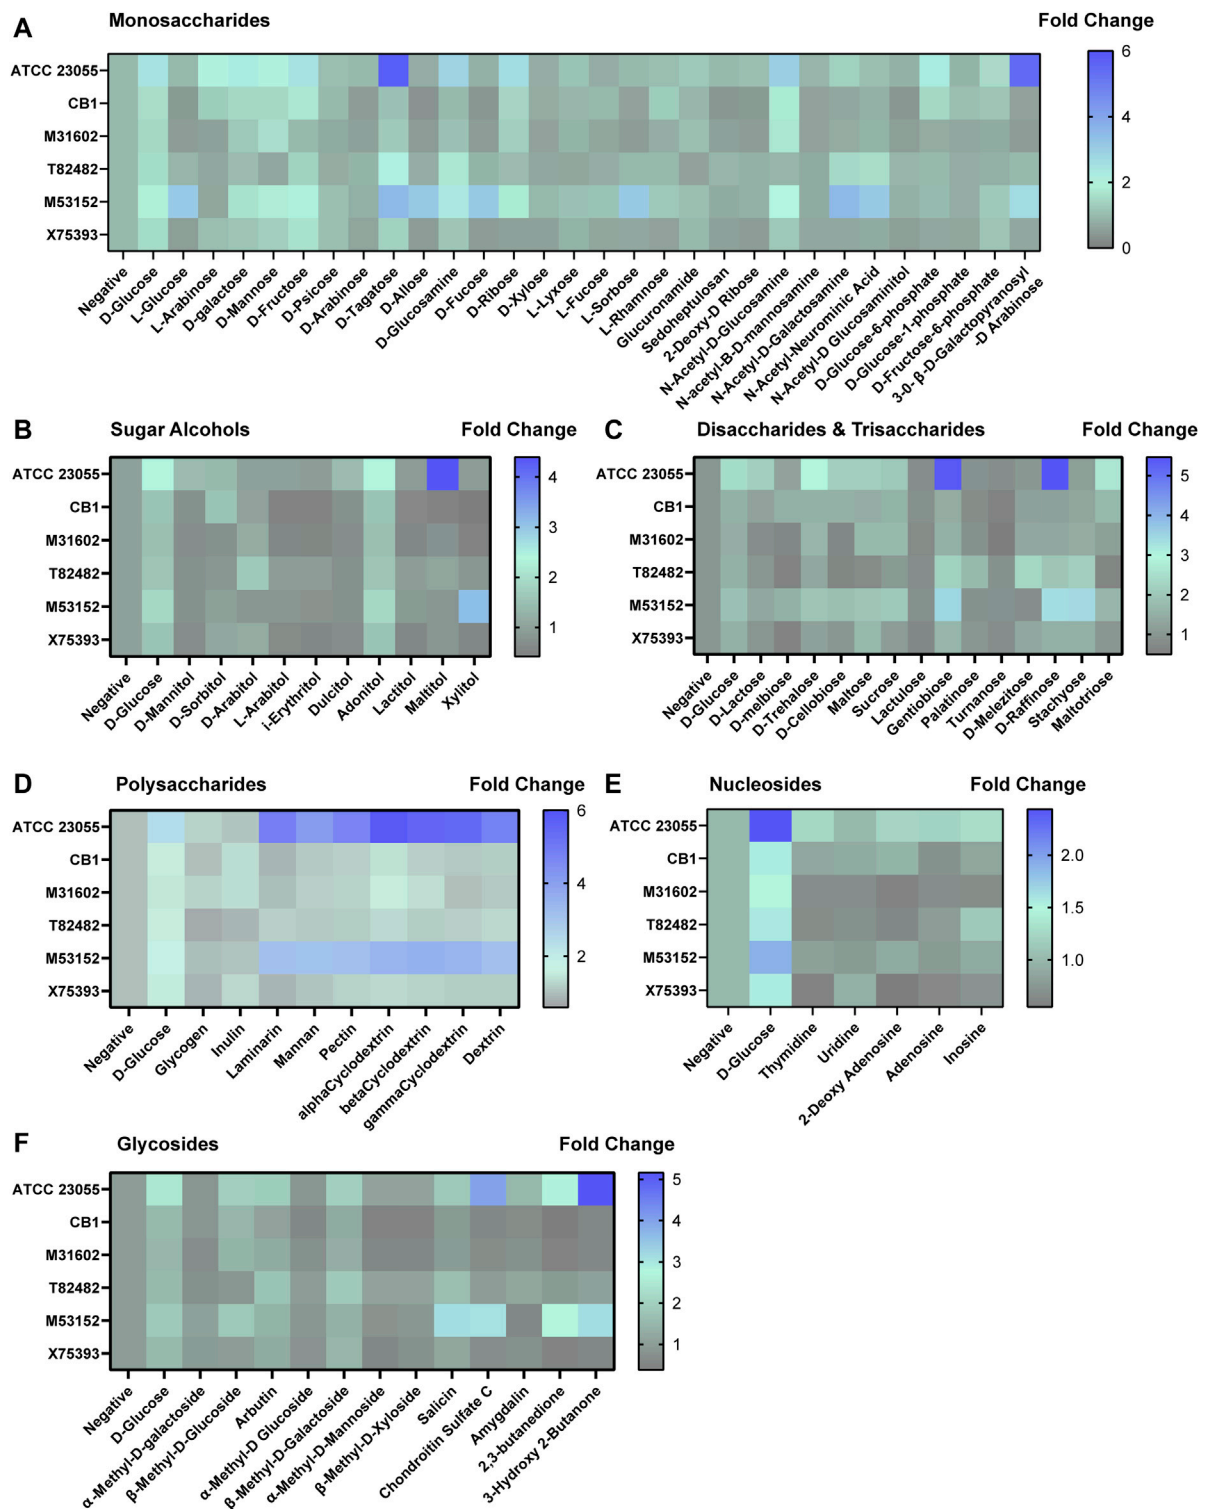 A
Monosaccharides
Fold Change
ATCC 23055
CB1
M31602
T82482
M53152
X75393
6
4
2
0
Negative
D-Glucose
L-Glucose
L-Arabinose
D-galactose
D-Mannose
D-Fructose
D-Psicose
D-Arabinose
D-Tagatose
D-Allose
D-Glucosamine
D-Fucose
D-Ribose
D-Xylose
L-Lyxose
L-Fucose
L-Sorbose
L-Rhamnose
Glucuronamide
Sedoheptulosan
2-Deoxy-D Ribose
N-Acetyl-D-Glucosamine
N-acetyl-B-D-mannosamine
N-Acetyl-D-Galactosamine
N-Acetyl-Neurominic Acid
N-Acetyl-D Glucosaminitol
D-Glucose-6-phosphate
D-Glucose-1-phosphate
D-Fructose-6-phosphate
3-0- β-D-Galactopyranosyl
-D Arabinose
B
Sugar Alcohols
Fold Change
ATCC 23055
CB1
M31602
T82482
M53152
X75393
4
3
2
1
Negative
D-Glucose
D-Mannitol
D-Sorbitol
D-Arabitol
L-Arabitol
i-Erythritol
Dulcitol
Adonitol
Lactitol
Maltitol
Xylitol
C
Disaccharides & Trisaccharides
Fold Change
ATCC 23055
CB1
M31602
T82482
M53152
X75393
5
4
3
2
1
Negative
D-Glucose
D-Lactose
D-melbiose
D-Trehalose
D-Cellobiose
Maltose
Sucrose
Lactulose
Gentiobiose
Palatinose
Turnanose
D-Melezitose
D-Raffinose
Stachyose
Maltotriose
D
Polysaccharides
Fold Change
ATCC 23055
CB1
M31602
T82482
M53152
X75393
6
4
2
Negative
D-Glucose
Glycogen
Inulin
Laminarin
Mannan
Pectin
alphaCyclodextrin
betaCyclodextrin
gammaCyclodextrin
Dextrin
E
Nucleosides
Fold Change
ATCC 23055
CB1
M31602
T82482
M53152
X75393
2.0
1.5
1.0
Negative
D-Glucose
Thymidine
Uridine
2-Deoxy Adenosine
Adenosine
Inosine
F
Glycosides
Fold Change
ATCC 23055
CB1
M31602
T82482
M53152
X75393
5
4
3
2
1
Negative
D-Glucose
α-Methyl-D-galactoside
β-Methyl-D-Glucoside
Arbutin
α-Methyl-D Glucoside
β-Methyl-D-Galactoside
α-Methyl-D-Mannoside
β-Methyl-D-Xyloside
Salicin
Chondroitin Sulfate C
Amygdalin
2,3-butanedione
3-Hydroxy 2-Butanone